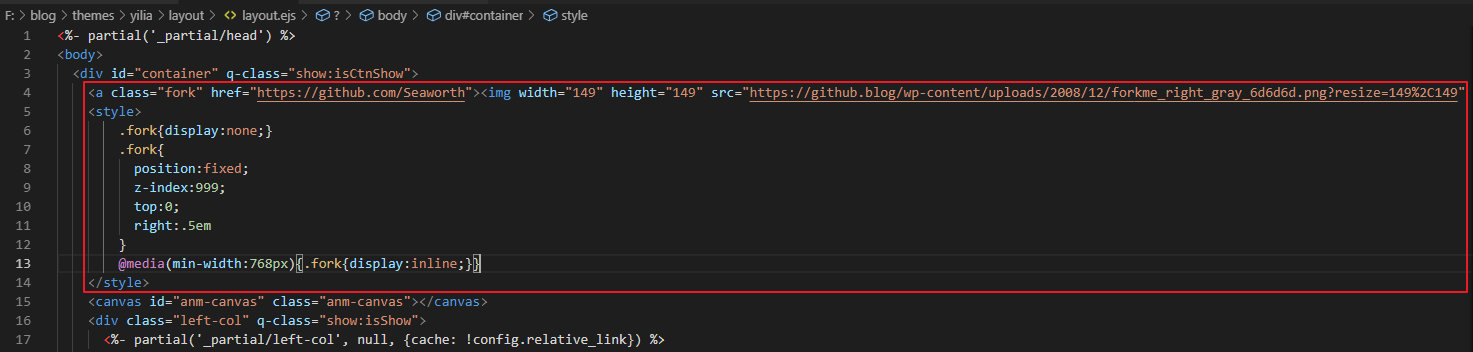 F: > blog > themes > yilia > layout > <> layout.ejs > ? > body > div#container > style
1 <%- partial('_partial/head') %>
2 <body>
3 <div id="container" q-class="show:isCtnShow">
4 <a class="fork" href="https://github.com/Seaworth"><img width="149" height="149" src="https://github.blog/wp-content/uploads/2008/12/forkme_right_gray_6d6d6d.png?resize=149%2C149"
5 <style>
6 .fork{display:none;}
7 .fork{
8 position:fixed;
9 z-index:999;
10 top:0;
11 right:.5em
12 }
13 @media(min-width:768px){.fork{display:inline;}}
14 </style>
15 <canvas id="anm-canvas" class="anm-canvas"></canvas>
16 <div class="left-col" q-class="show:isShow">
17 <%- partial('_partial/left-col', null, {cache: !config.relative_link}) %>